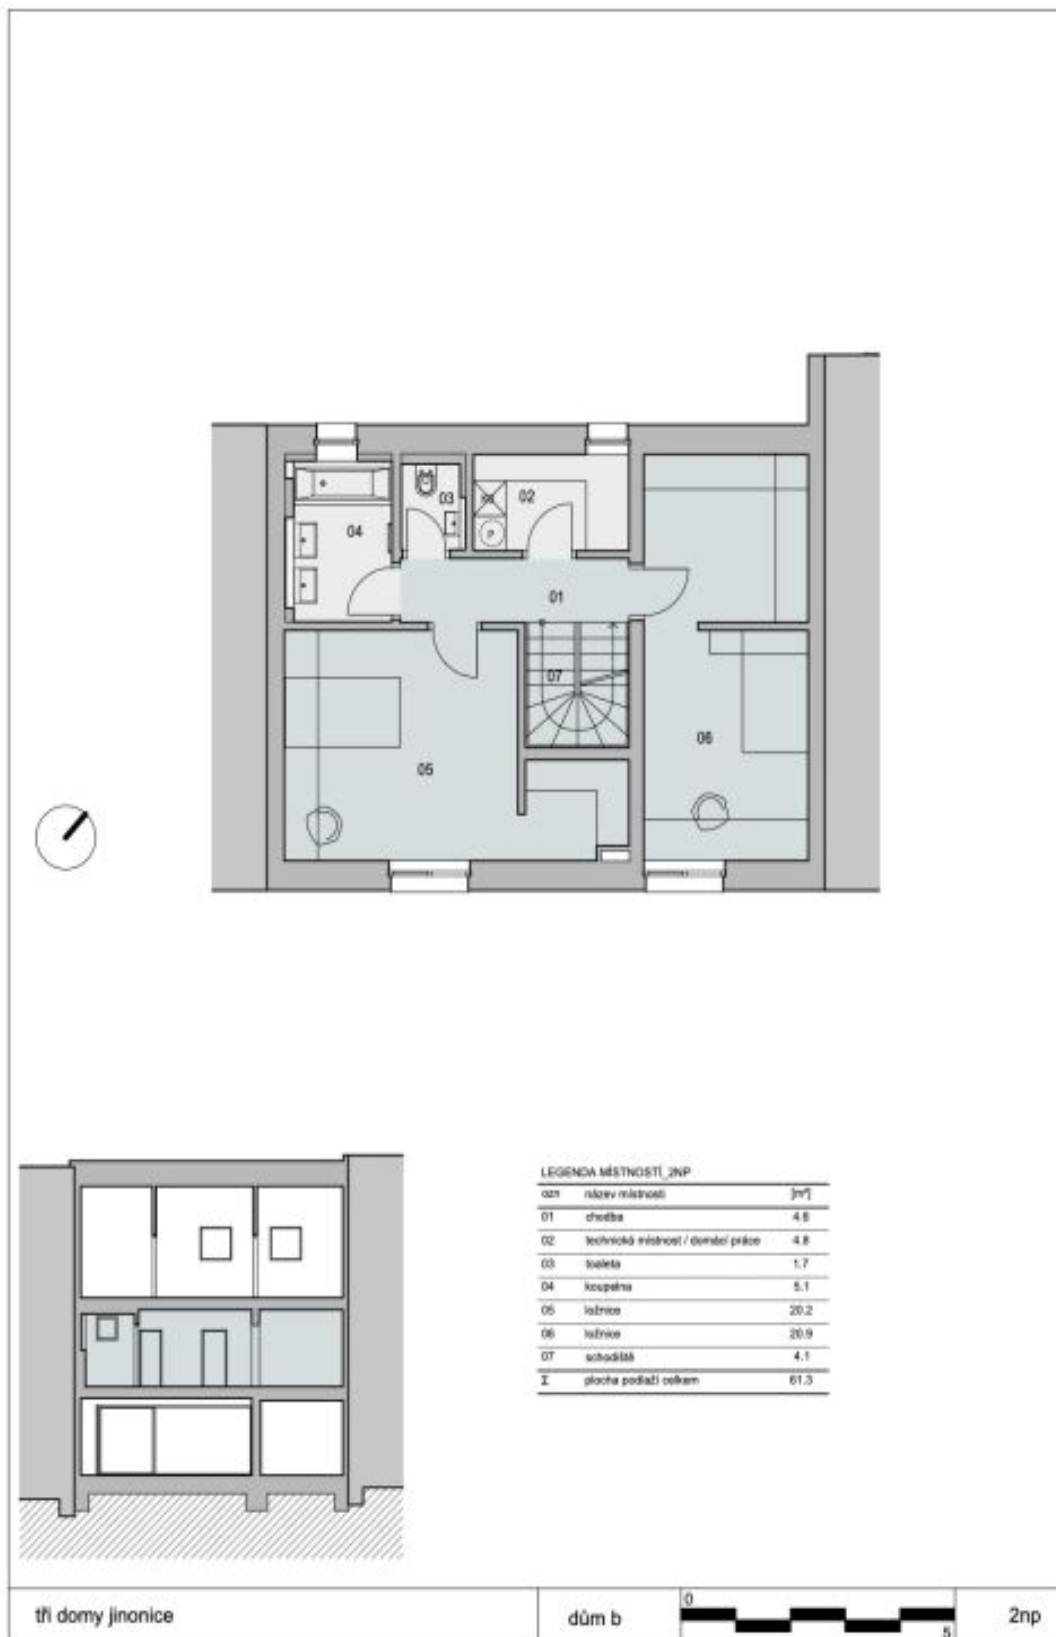 03
02
KO
P
04
01
07
06
05
LEGENDA MÍSTNOSTÍ_2NP
ozn název místnosti [m²]
01 chodba 4.6
02 technická místnost / domácí práce 4.8
03 toaleta 1.7
04 koupelna 5.1
05 ložnice 20.2
06 ložnice 20.9
07 schodiště 4.1
Σ plocha podlaží celkem 61.3
tři domy jinonice
dům b
0
5
2np